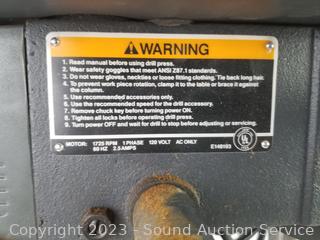 WARNING
1. Read manual before using drill press.
2. Wear safety goggles that meet ANSI Z87.1 standards.
3. Do not wear gloves, neckties or loose fitting clothing. Tie back long hair.
4. To prevent work piece rotation, clamp it to the table or brace it against
the column.
5. Use recommended accessories only.
6. Use the recommended speed for the drill accessory.
7. Remove chuck key before turning power ON.
8. Tighten all locks before operating drill press.
9. Turn power OFF and wait for drill to stop before adjusting or servicing.
MOTOR: 1725 RPM 1 PHASE 120 VOLT AC ONLY
60 HZ 2.5 AMPS E148103
UL
Copyright 2023 - Sound Auction Service